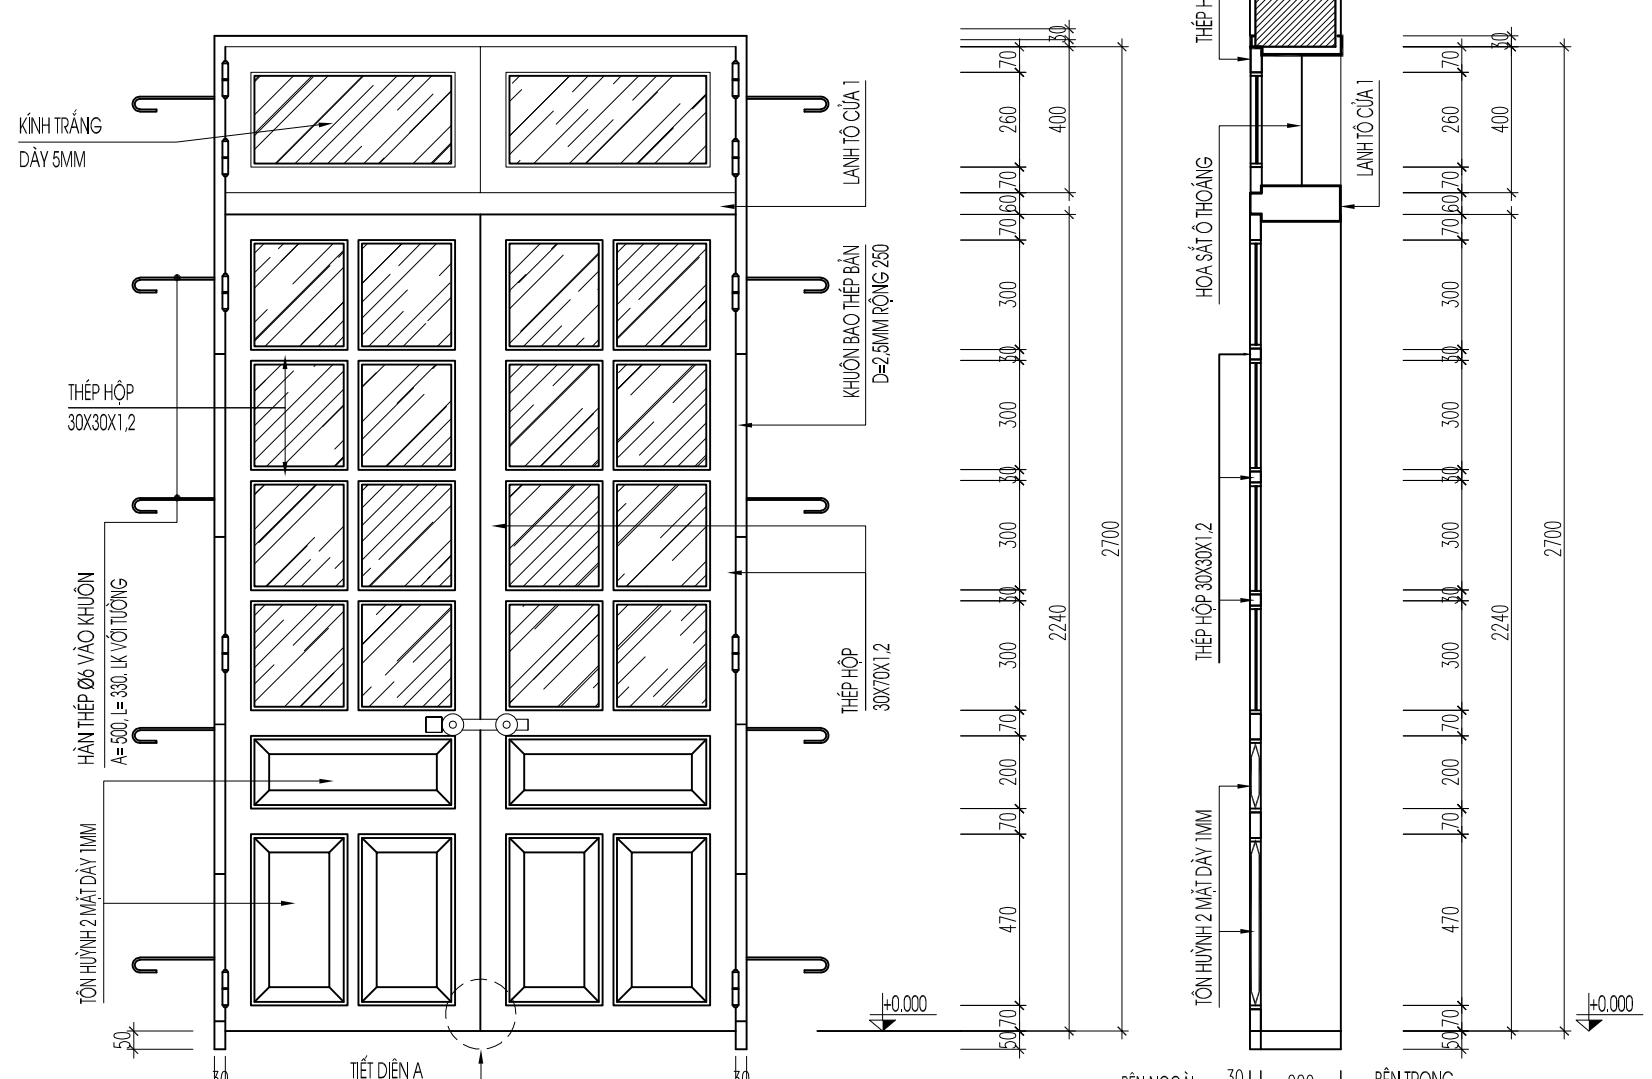 KÍNH TRẮNG
DÀY 5MM
THÉP HỘP
30X30X1,2
HÀN THÉP Ø6 VÀO KHUÔN
A= 500, L= 330. LK VỚI TƯỜNG
TÔN HUỲNH 2 MẶT DÀY 1MM
50
30
TIẾT DIỆN A
30
LANH TÔ CỬA 1
KHUÔN BAO THÉP BẢN
D=2,5MM RỘNG 250
THÉP HỘP
30X70X1,2
+0.000
30
70
260
70
60
70
300
30
300
30
300
30
300
70
200
70
470
70
50
400
2240
2700
HOA SẮT Ô THOÁNG
LANH TÔ CỬA 1
THÉP HỘP 30X30X1,2
TÔN HUỲNH 2 MẶT DÀY 1MM
30
70
260
70
60
70
300
30
300
30
300
30
300
70
200
70
470
70
50
400
2240
2700
+0.000
30
BÊN TRONG